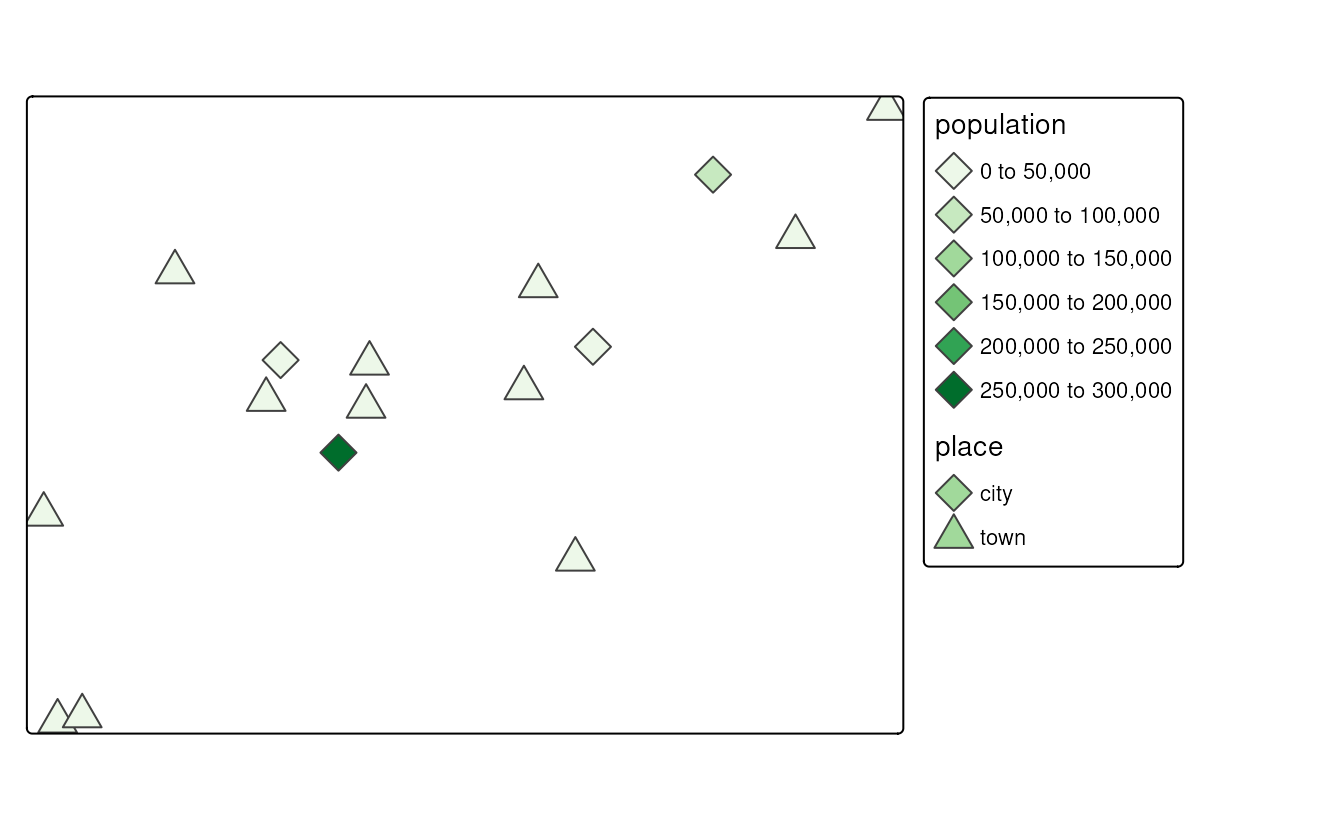 population
0 to 50,000
50,000 to 100,000
100,000 to 150,000
150,000 to 200,000
200,000 to 250,000
250,000 to 300,000
place
city
town